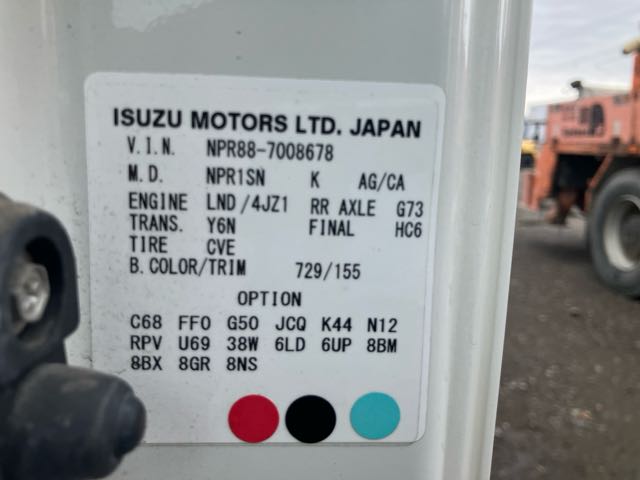 ISUZU MOTORS LTD. JAPAN
V.I.N. NPR88-7008678
M.D. NPR1SN K AG/CA
ENGINE LND/4JZ1 RR AXLE G73
TRANS. Y6N FINAL HC6
TIRE CVE
B.COLOR/TRIM 729/155
OPTION
C68 FF0 G50 JCQ K44 N12
RPV U69 38W 6LD 6UP 8BM
8BX 8GR 8NS